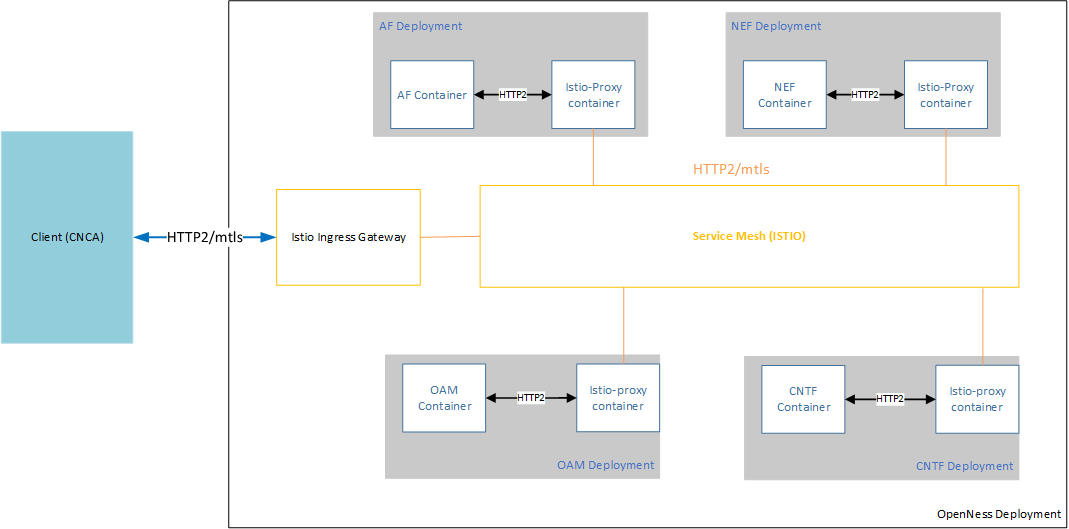 AF Deployment
NEF Deployment
AF Container
HTTP2
Istio-Proxy
container
NEF
Container
HTTP2
Istio-Proxy
container
HTTP2/mtls
Client (CNCA)
HTTP2/mtls
Istio Ingress Gateway
Service Mesh (ISTIO)
OAM
Container
HTTP2
Istio-proxy
container
CNTF
Container
HTTP2
Istio-proxy
container
OAM Deployment
CNTF Deployment
OpenNess Deployment